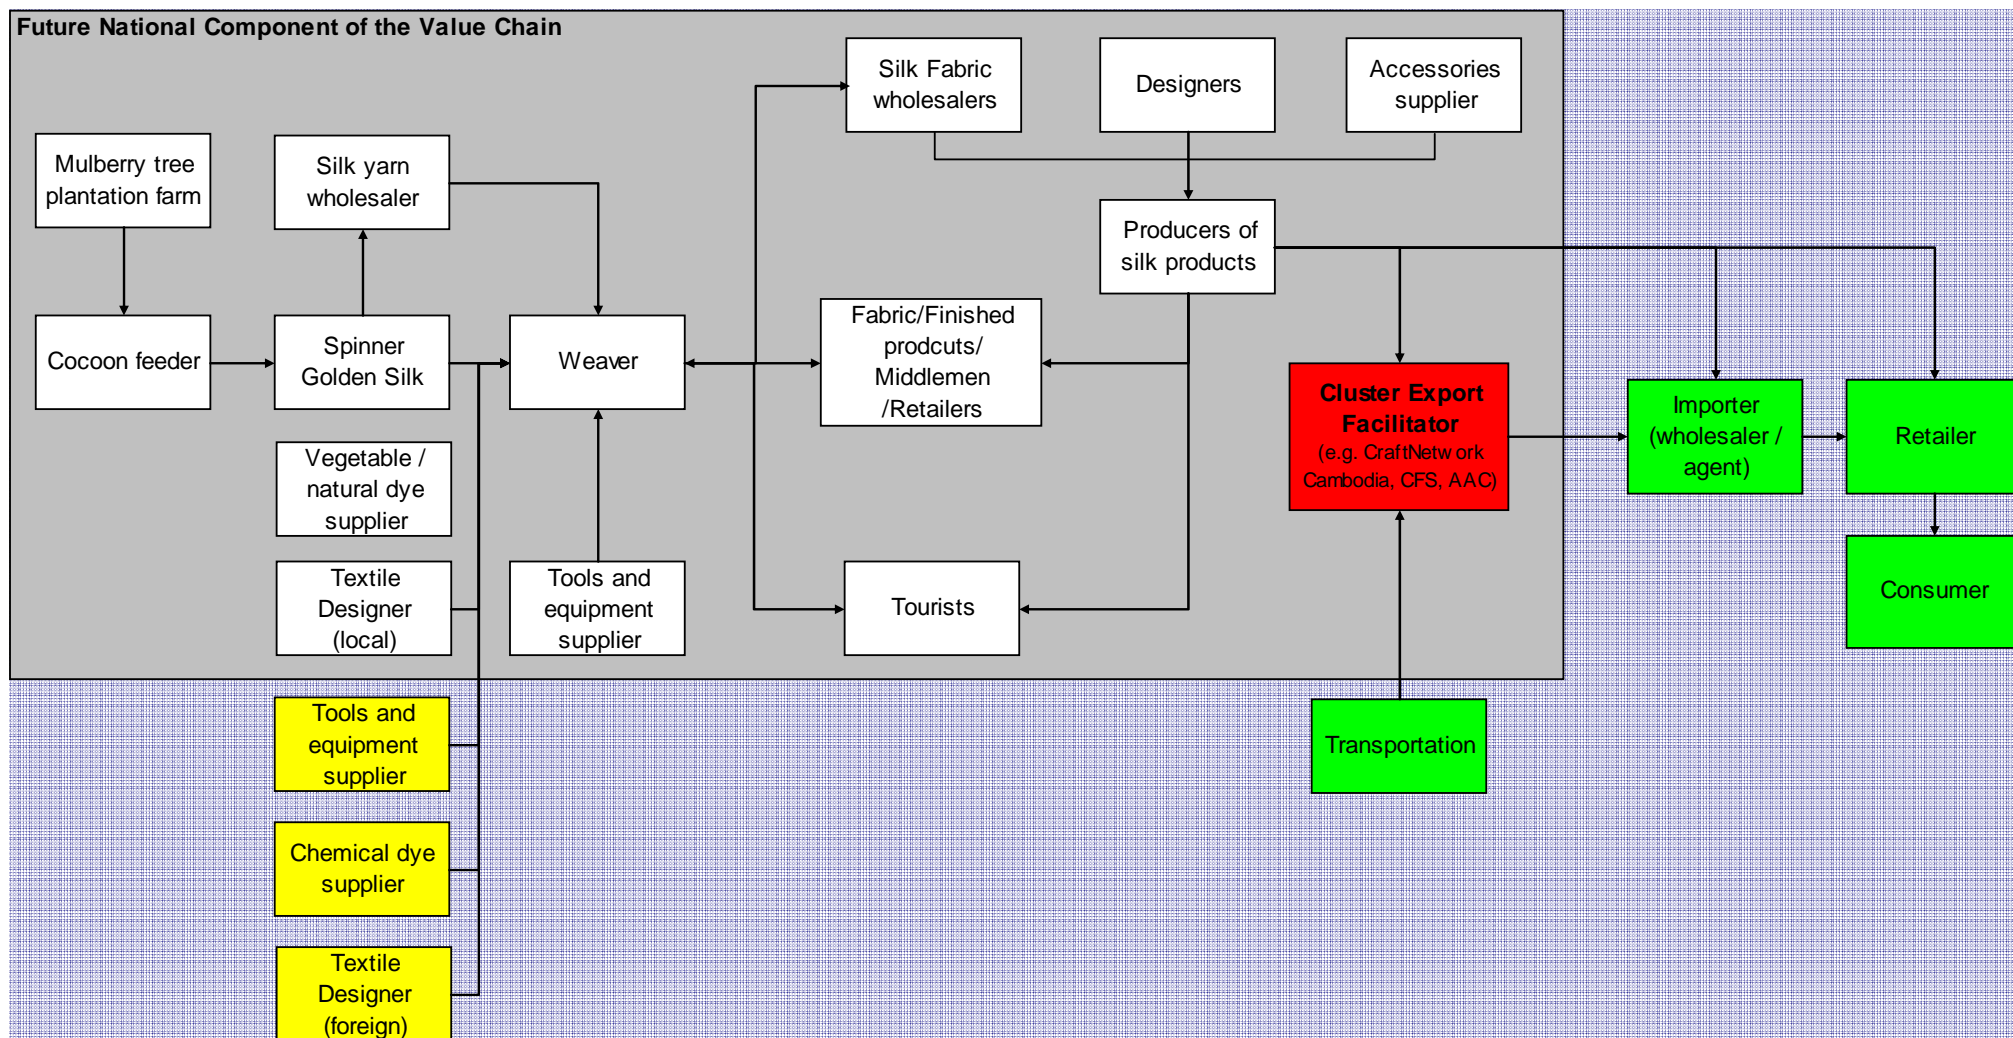 Future National Component of the Value Chain
Silk Fabric
wholesalers
Designers
Accessories
supplier
Mulberry tree
plantation farm
Silk yarn
wholesaler
Producers of
silk products
Cocoon feeder
Spinner
Golden Silk
Weaver
Fabric/Finished
prodcuts/
Middlemen
/Retailers
Cluster Export
Facilitator
(e.g. CraftNetwork
Cambodia, CFS, AAC)
Importer
(wholesaler /
agent)
Retailer
Vegetable /
natural dye
supplier
Textile
Designer
(local)
Tools and
equipment
supplier
Tourists
Consumer
Tools and
equipment
supplier
Transportation
Chemical dye
supplier
Textile
Designer
(foreign)